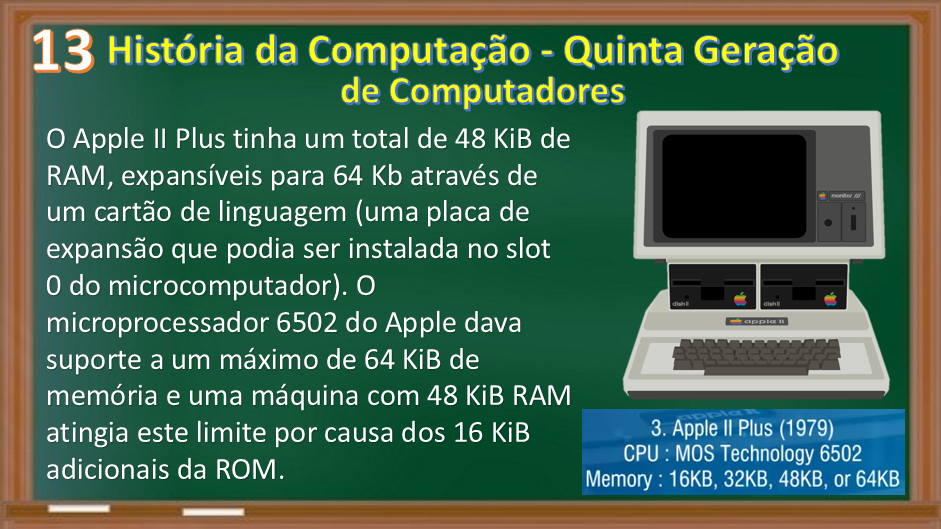 13 História da Computação - Quinta Geração
de Computadores
O Apple II Plus tinha um total de 48 KiB de
RAM, expansíveis para 64 Kb através de
um cartão de linguagem (uma placa de
expansão que podia ser instalada no slot
0 do microcomputador). O
microprocessador 6502 do Apple dava
suporte a um máximo de 64 KiB de
memória e uma máquina com 48 KiB RAM
atingia este limite por causa dos 16 KiB
adicionais da ROM.
monitor ///
disk II
disk II
apple II
3. Apple II Plus (1979)
CPU : MOS Technology 6502
Memory : 16KB, 32KB, 48KB, or 64KB